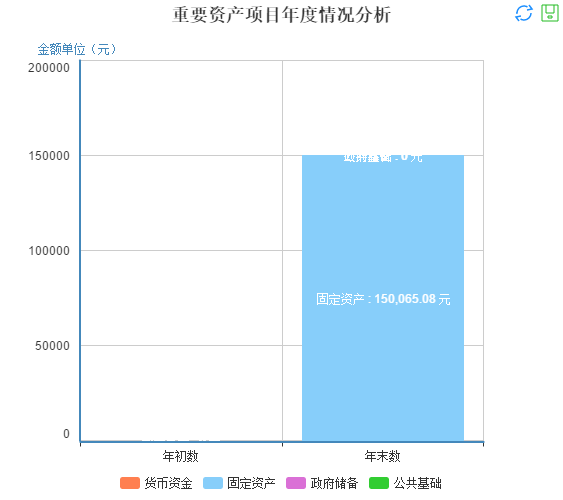 重要资产项目年度情况分析
金额单位（元）
200000
150000
100000
50000
0
: 0 元
固定资产 : 150,065.08 元
年初数
年末数
货币资金
固定资产
政府储备
公共基础